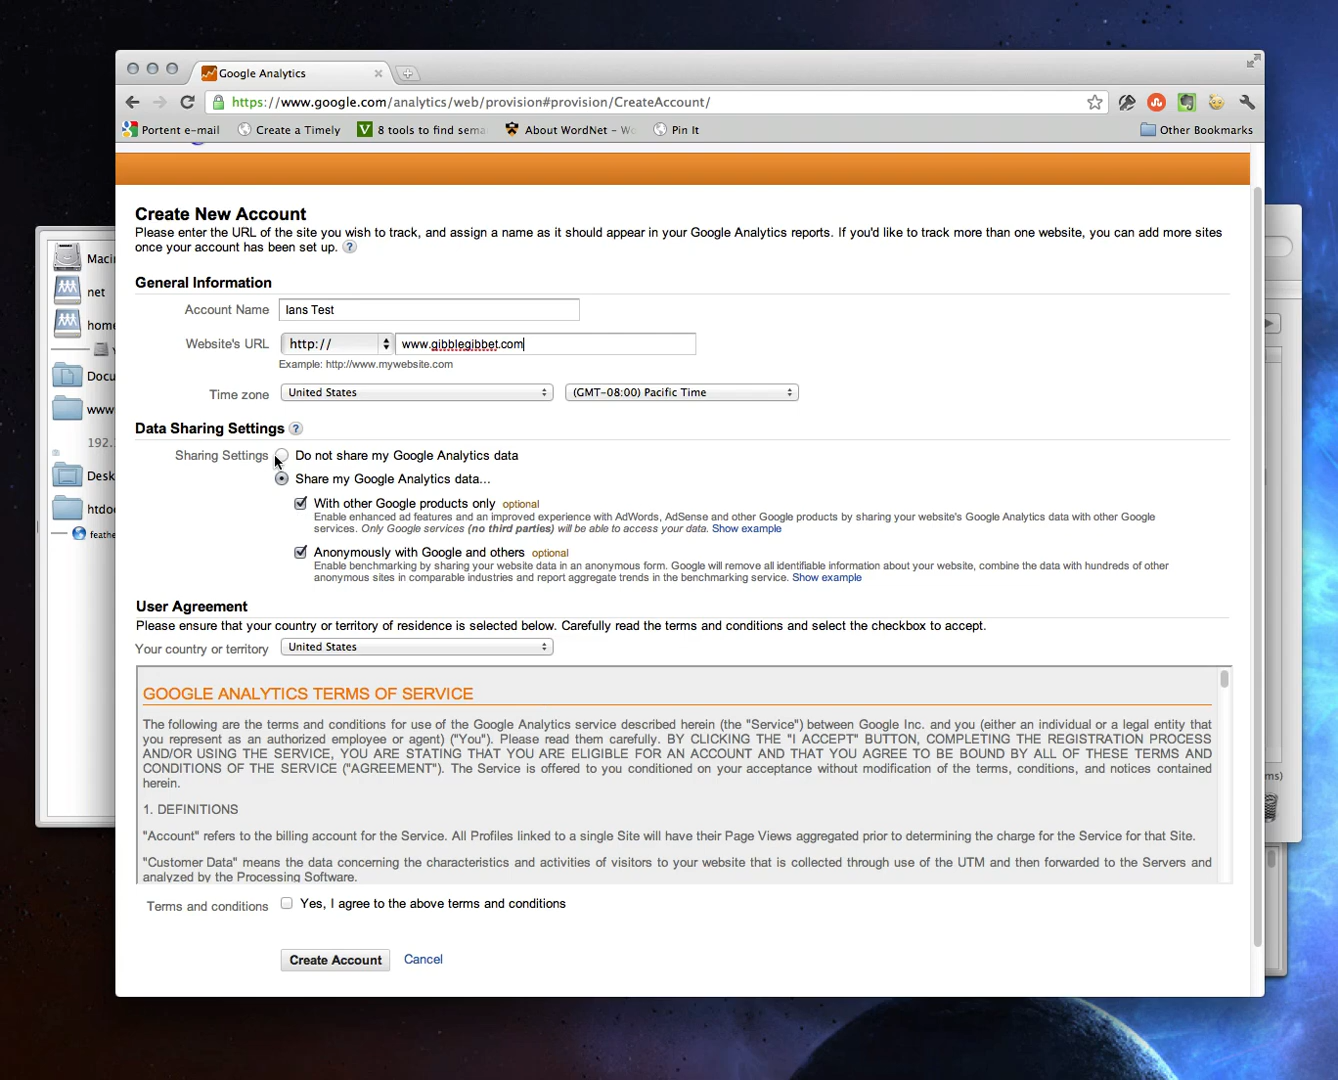 Google Analytics
https://www.google.com/analytics/web/provision#provision/CreateAccount/
Portent e-mail Create a Timely 8 tools to find sema About WordNet – Wo Pin It Other Bookmarks
Create New Account
Please enter the URL of the site you wish to track, and assign a name as it should appear in your Google Analytics reports. If you'd like to track more than one website, you can add more sites
once your account has been set up. ?
General Information
Account Name Ians Test
Website's URL http:// www.gibblegibbet.com
Example: http://www.mywebsite.com
Time zone United States (GMT-08:00) Pacific Time
Data Sharing Settings ?
Sharing Settings Do not share my Google Analytics data
Share my Google Analytics data...
With other Google products only optional
Enable enhanced ad features and an improved experience with AdWords, AdSense and other Google products by sharing your website's Google Analytics data with other Google
services. Only Google services (no third parties) will be able to access your data. Show example
Anonymously with Google and others optional
Enable benchmarking by sharing your website data in an anonymous form. Google will remove all identifiable information about your website, combine the data with hundreds of other
anonymous sites in comparable industries and report aggregate trends in the benchmarking service. Show example
User Agreement
Please ensure that your country or territory of residence is selected below. Carefully read the terms and conditions and select the checkbox to accept.
Your country or territory United States
GOOGLE ANALYTICS TERMS OF SERVICE
The following are the terms and conditions for use of the Google Analytics service described herein (the "Service") between Google Inc. and you (either an individual or a legal entity that
you represent as an authorized employee or agent) ("You"). Please read them carefully. BY CLICKING THE "I ACCEPT" BUTTON, COMPLETING THE REGISTRATION PROCESS
AND/OR USING THE SERVICE, YOU ARE STATING THAT YOU ARE ELIGIBLE FOR AN ACCOUNT AND THAT YOU AGREE TO BE BOUND BY ALL OF THESE TERMS AND
CONDITIONS OF THE SERVICE ("AGREEMENT"). The Service is offered to you conditioned on your acceptance without modification of the terms, conditions, and notices contained
herein.
1. DEFINITIONS
"Account" refers to the billing account for the Service. All Profiles linked to a single Site will have their Page Views aggregated prior to determining the charge for the Service for that Site.
"Customer Data" means the data concerning the characteristics and activities of visitors to your website that is collected through use of the UTM and then forwarded to the Servers and
analyzed by the Processing Software.
Terms and conditions Yes, I agree to the above terms and conditions
Create Account Cancel
Maci
net
home
Docu
www
192.
Desk
htdo
feathe
ms)